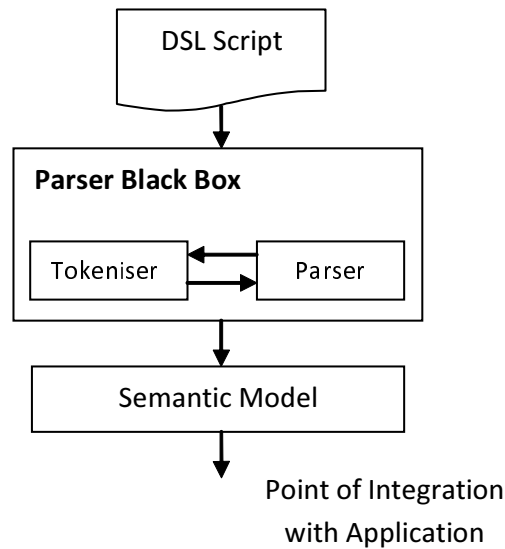 DSL Script
Parser Black Box
Tokeniser
Parser
Semantic Model
Point of Integration
with Application